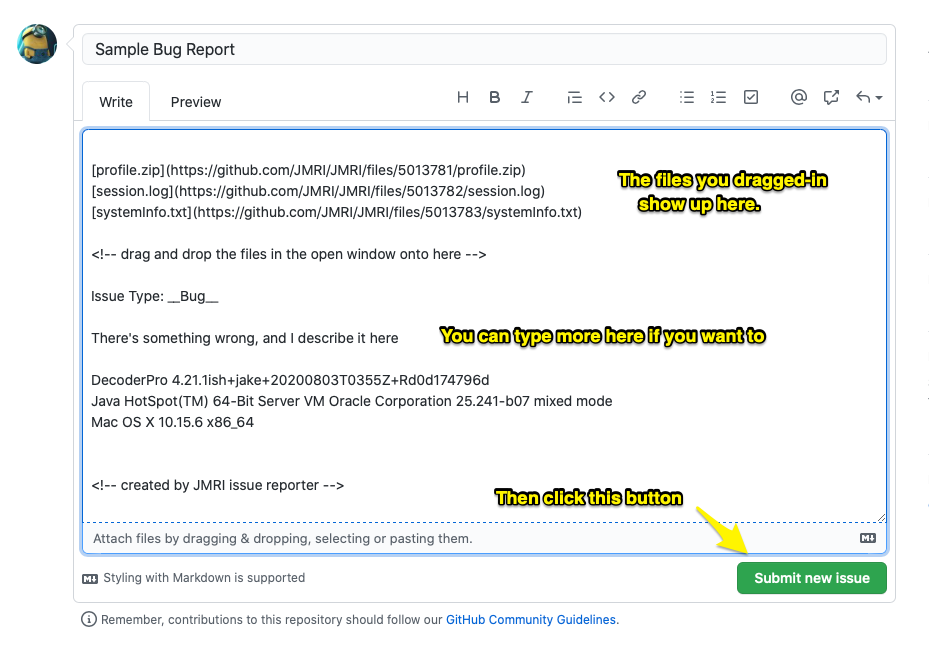 Sample Bug Report
Write
Preview
[profile.zip](https://github.com/JMRI/JMRI/files/5013781/profile.zip)
[session.log](https://github.com/JMRI/JMRI/files/5013782/session.log)
[systemInfo.txt](https://github.com/JMRI/JMRI/files/5013783/systemInfo.txt)
The files you dragged-in
show up here.
<!-- drag and drop the files in the open window onto here -->
Issue Type: __Bug__
There's something wrong, and I describe it here
You can type more here if you want to
DecoderPro 4.21.1ish+jake+20200803T0355Z+Rd0d174796d
Java HotSpot(TM) 64-Bit Server VM Oracle Corporation 25.241-b07 mixed mode
Mac OS X 10.15.6 x86_64
<!-- created by JMRI issue reporter -->
Then click this button
Attach files by dragging & dropping, selecting or pasting them.
Styling with Markdown is supported
Submit new issue
Remember, contributions to this repository should follow our GitHub Community Guidelines.